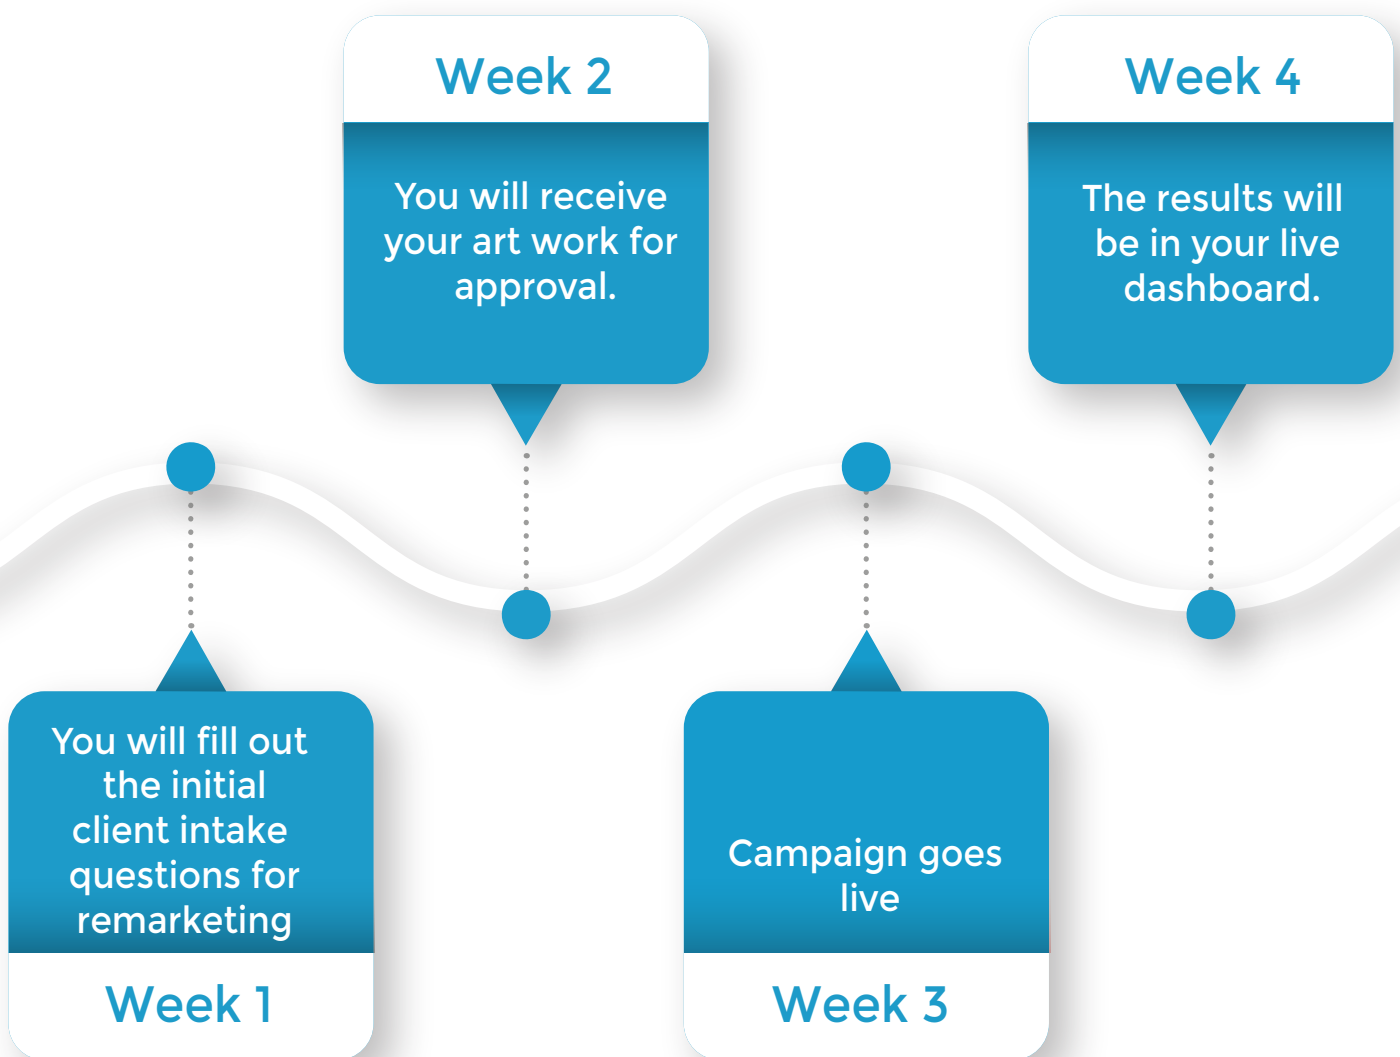 Week 2
You will receive
your art work for
approval.
Week 4
The results will
be in your live
dashboard.
You will fill out
the initial
client intake
questions for
remarketing
Week 1
Campaign goes
live
Week 3